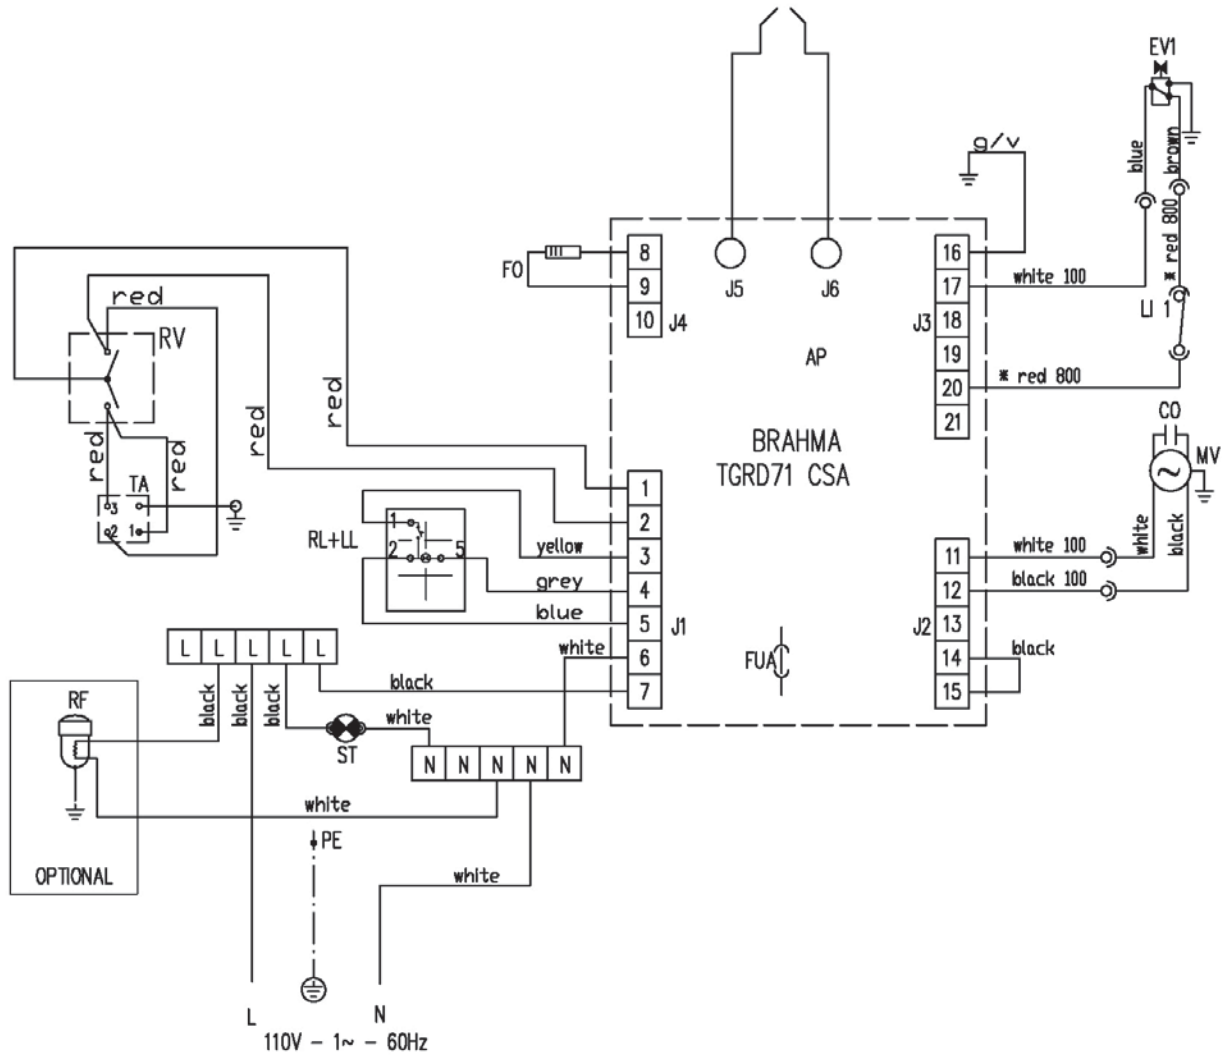 EV1
g/v
blue
brown
* red 800
8
FO
9
10 J4
J5
J6
16
17 white 100
LI 1
J3 18
19
20 * red 800
21
AP
BRAHMA
TGRD71 CSA
red
RV
red
red
red
red
TA
3
2 1
1
2
3
4
5
6
7
J1
RL+LL
1
2 5
yellow
grey
blue
white
black
CO
MV
white
black
11 white 100
12 black 100
J2 13
14 black
15
FUA
L L L L L
black
black
black
ST
white
N N N N N
RF
white
OPTIONAL
PE
white
L
N
110V - 1~ - 60Hz